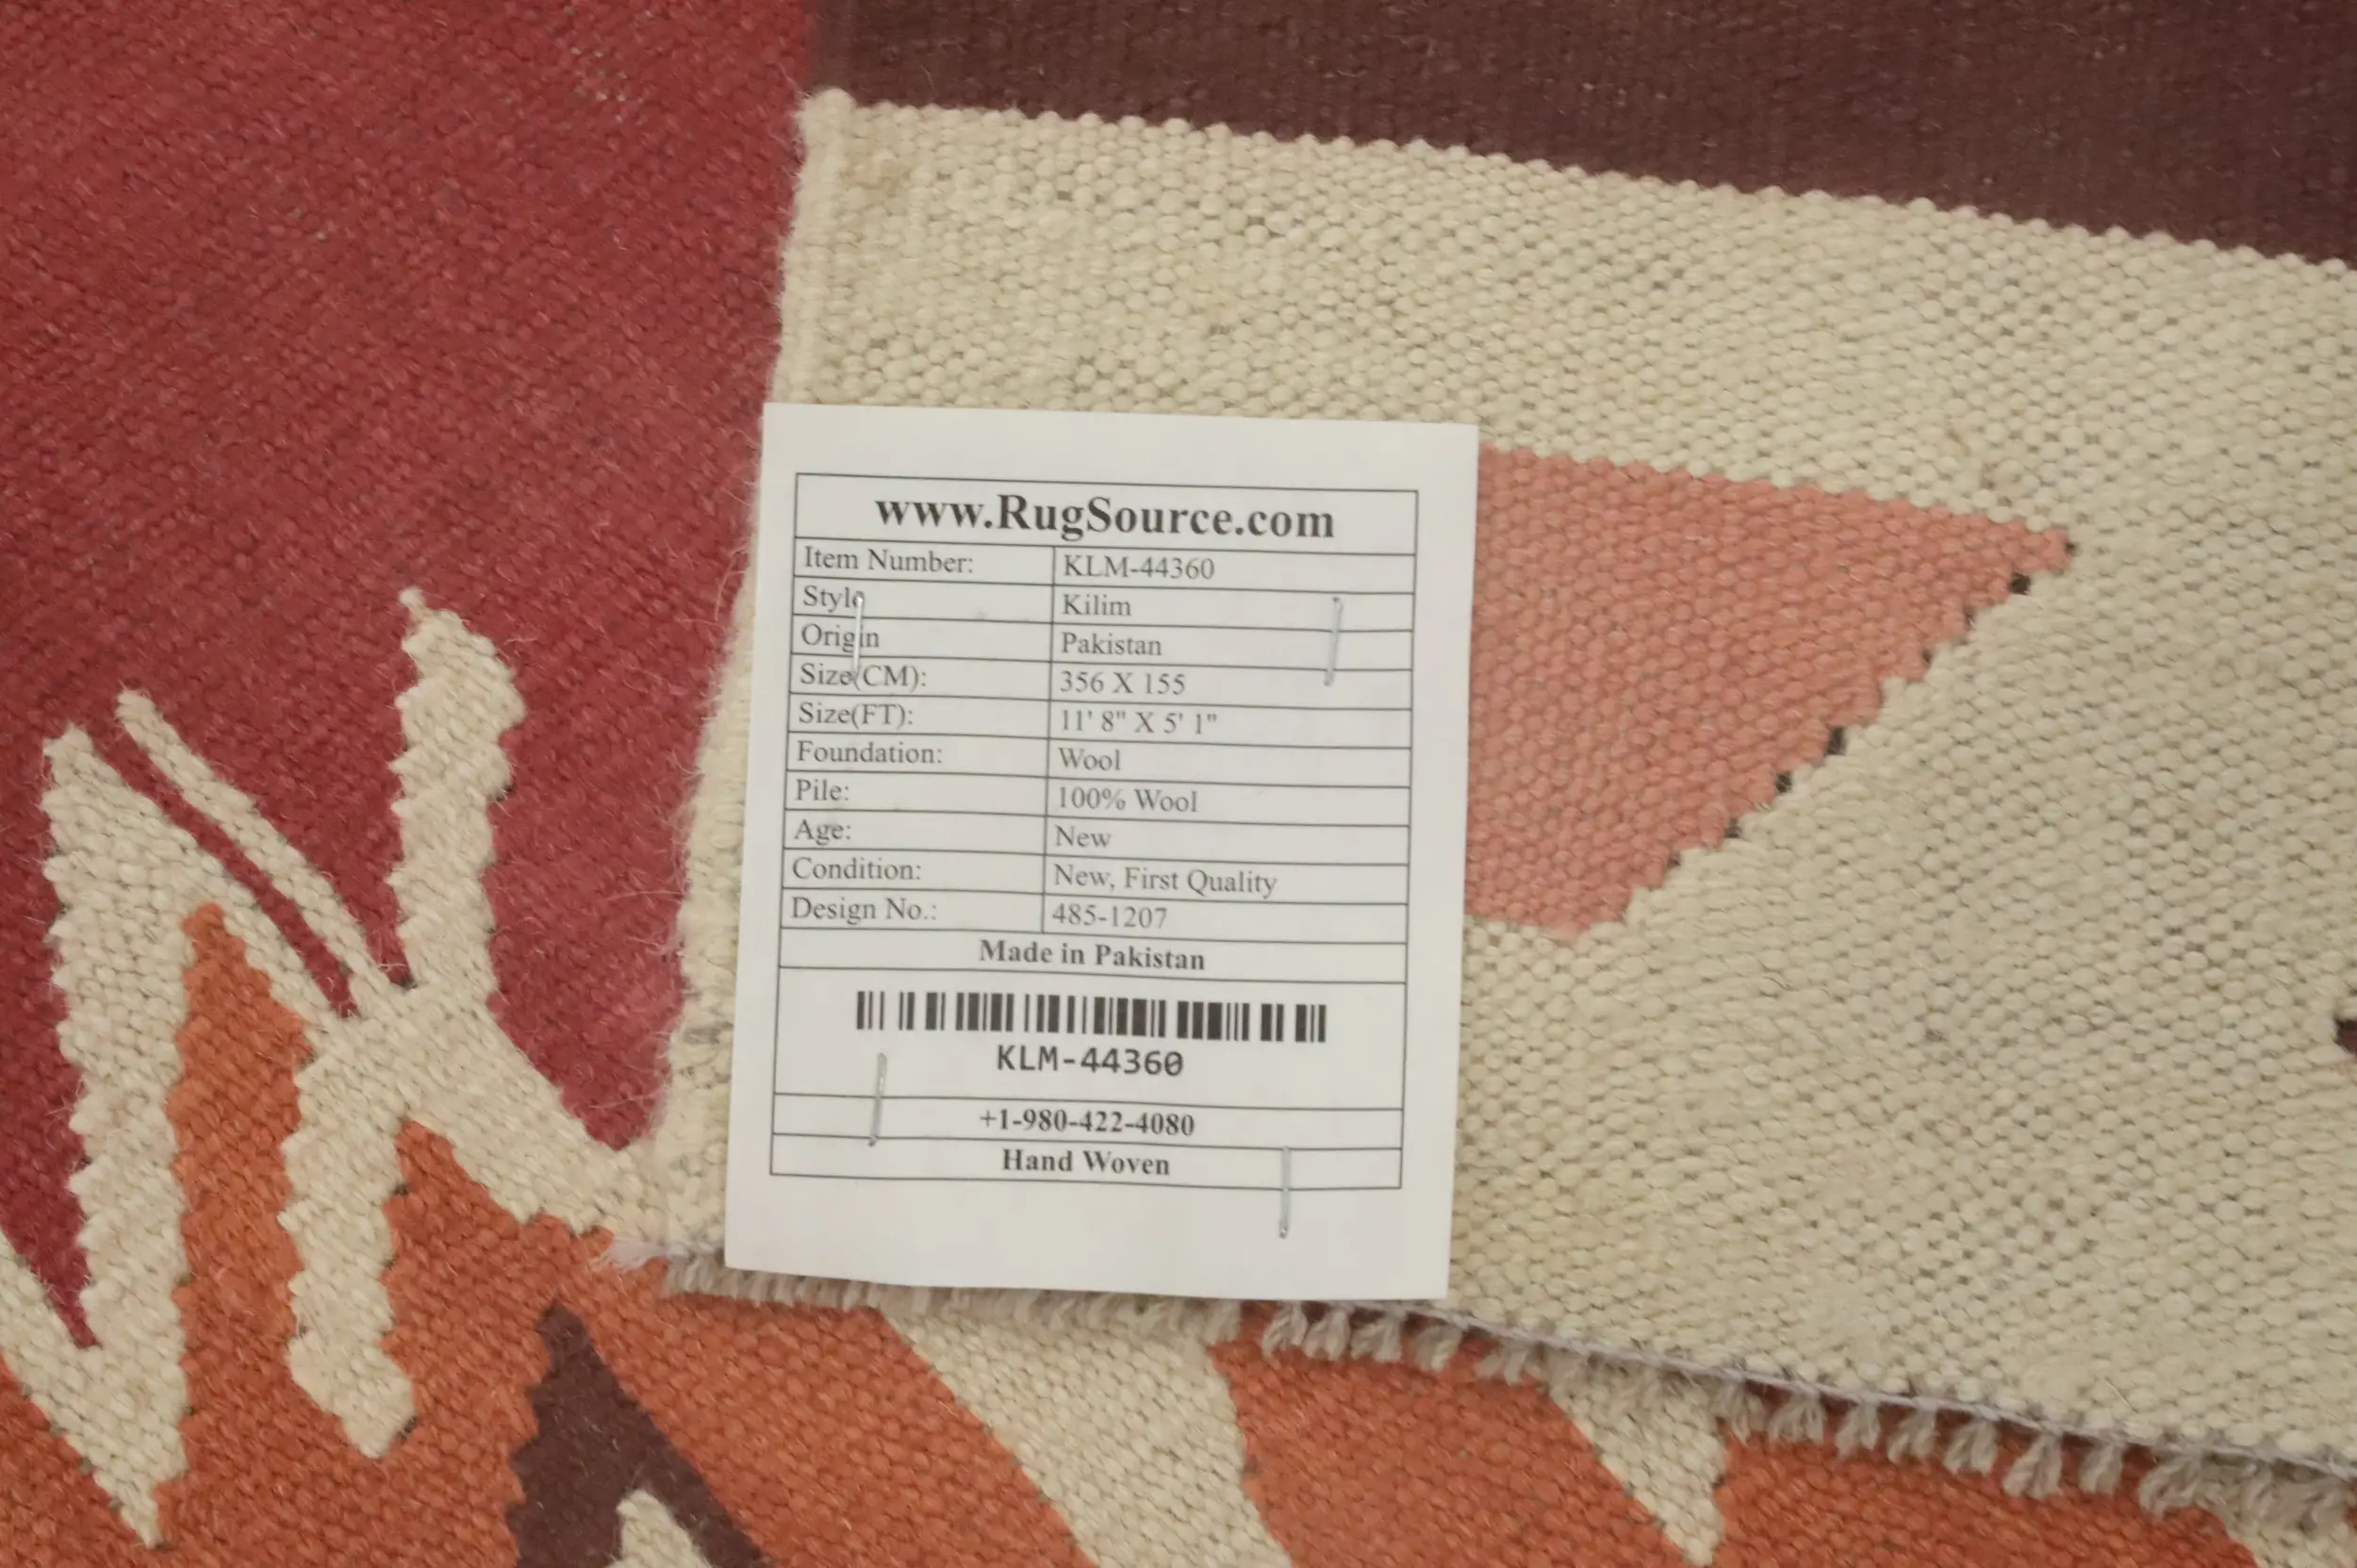 www.RugSource.com
Item Number: KLM-44360
Style Kilim
Origin Pakistan
Size(CM): 356 X 155
Size(FT): 11' 8" X 5' 1"
Foundation: Wool
Pile: 100% Wool
Age: New
Condition: New, First Quality
Design No.: 485-1207
Made in Pakistan
KLM-44360
+1-980-422-4080
Hand Woven